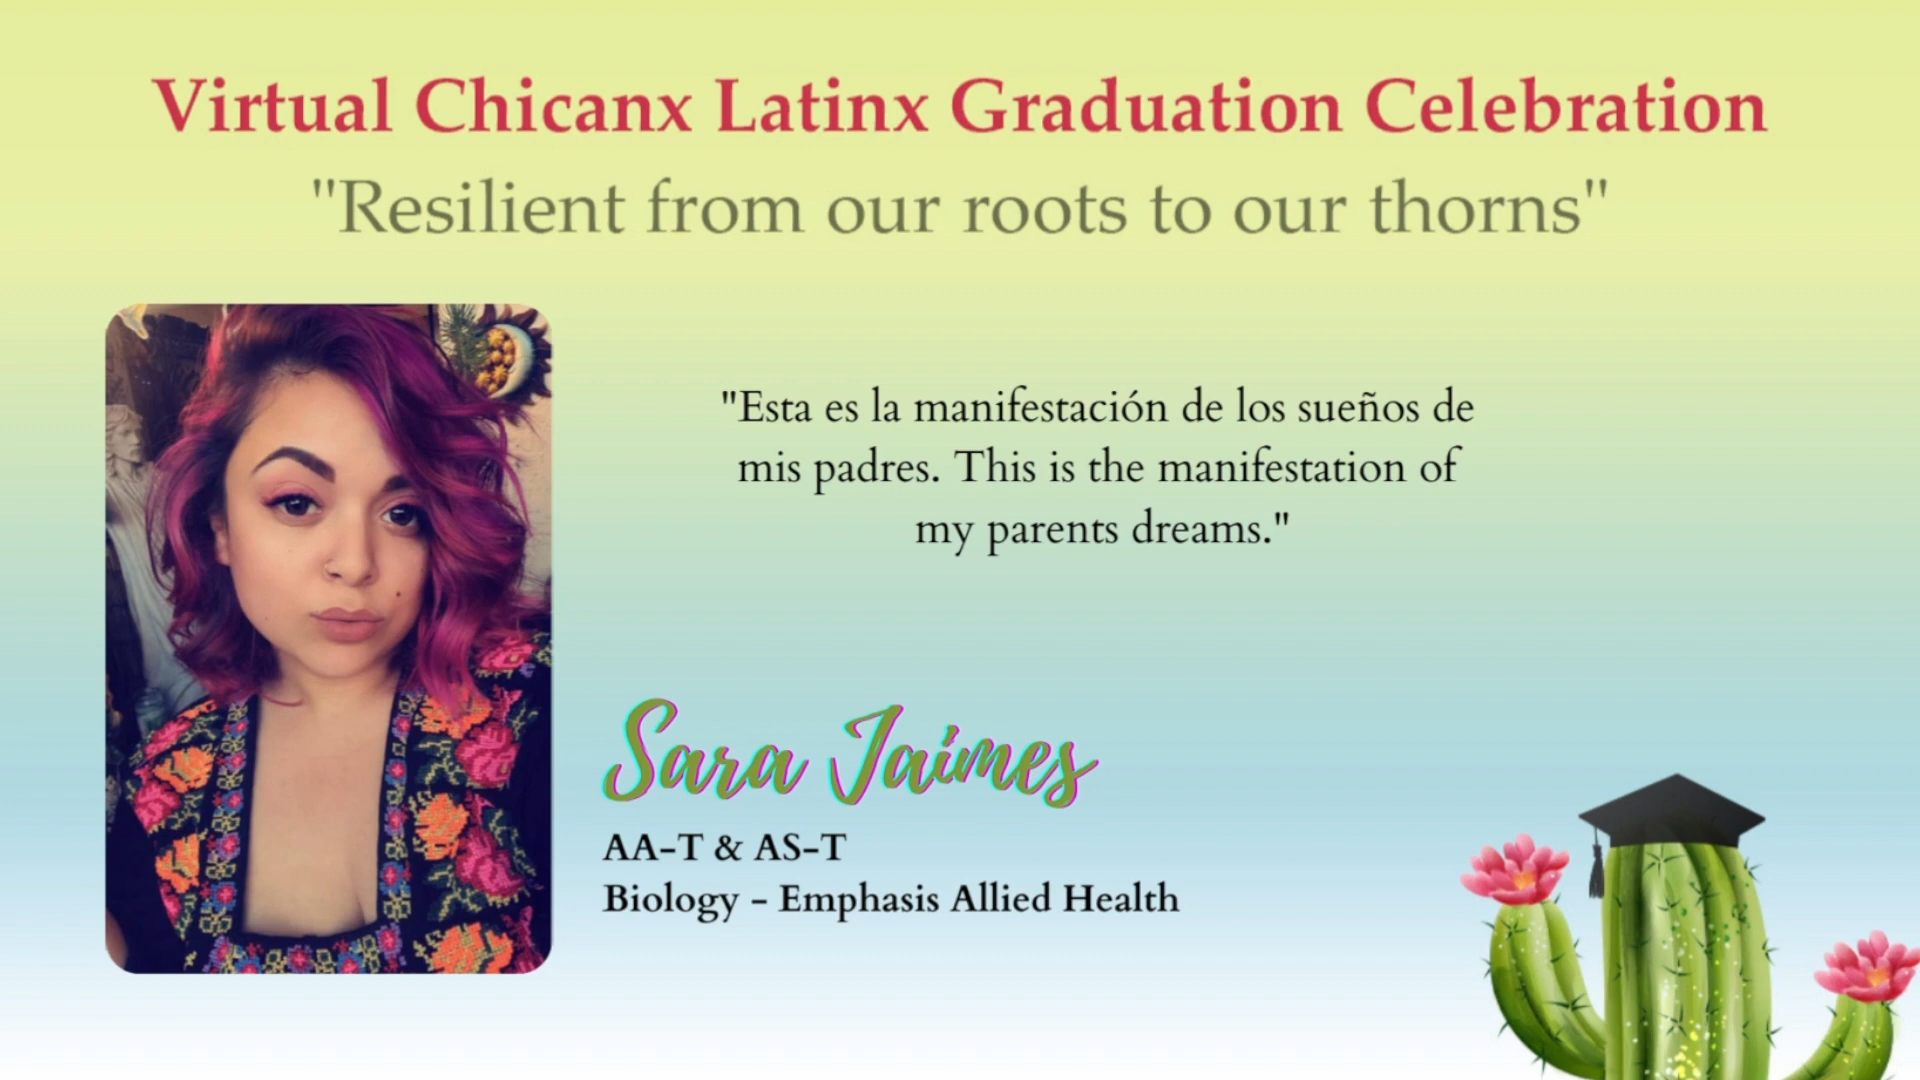 Virtual Chicanx Latinx Graduation Celebration
"Resilient from our roots to our thorns"
"Esta es la manifestación de los sueños de
mis padres. This is the manifestation of
my parents dreams."
Sara Jaimes
AA-T & AS-T
Biology - Emphasis Allied Health